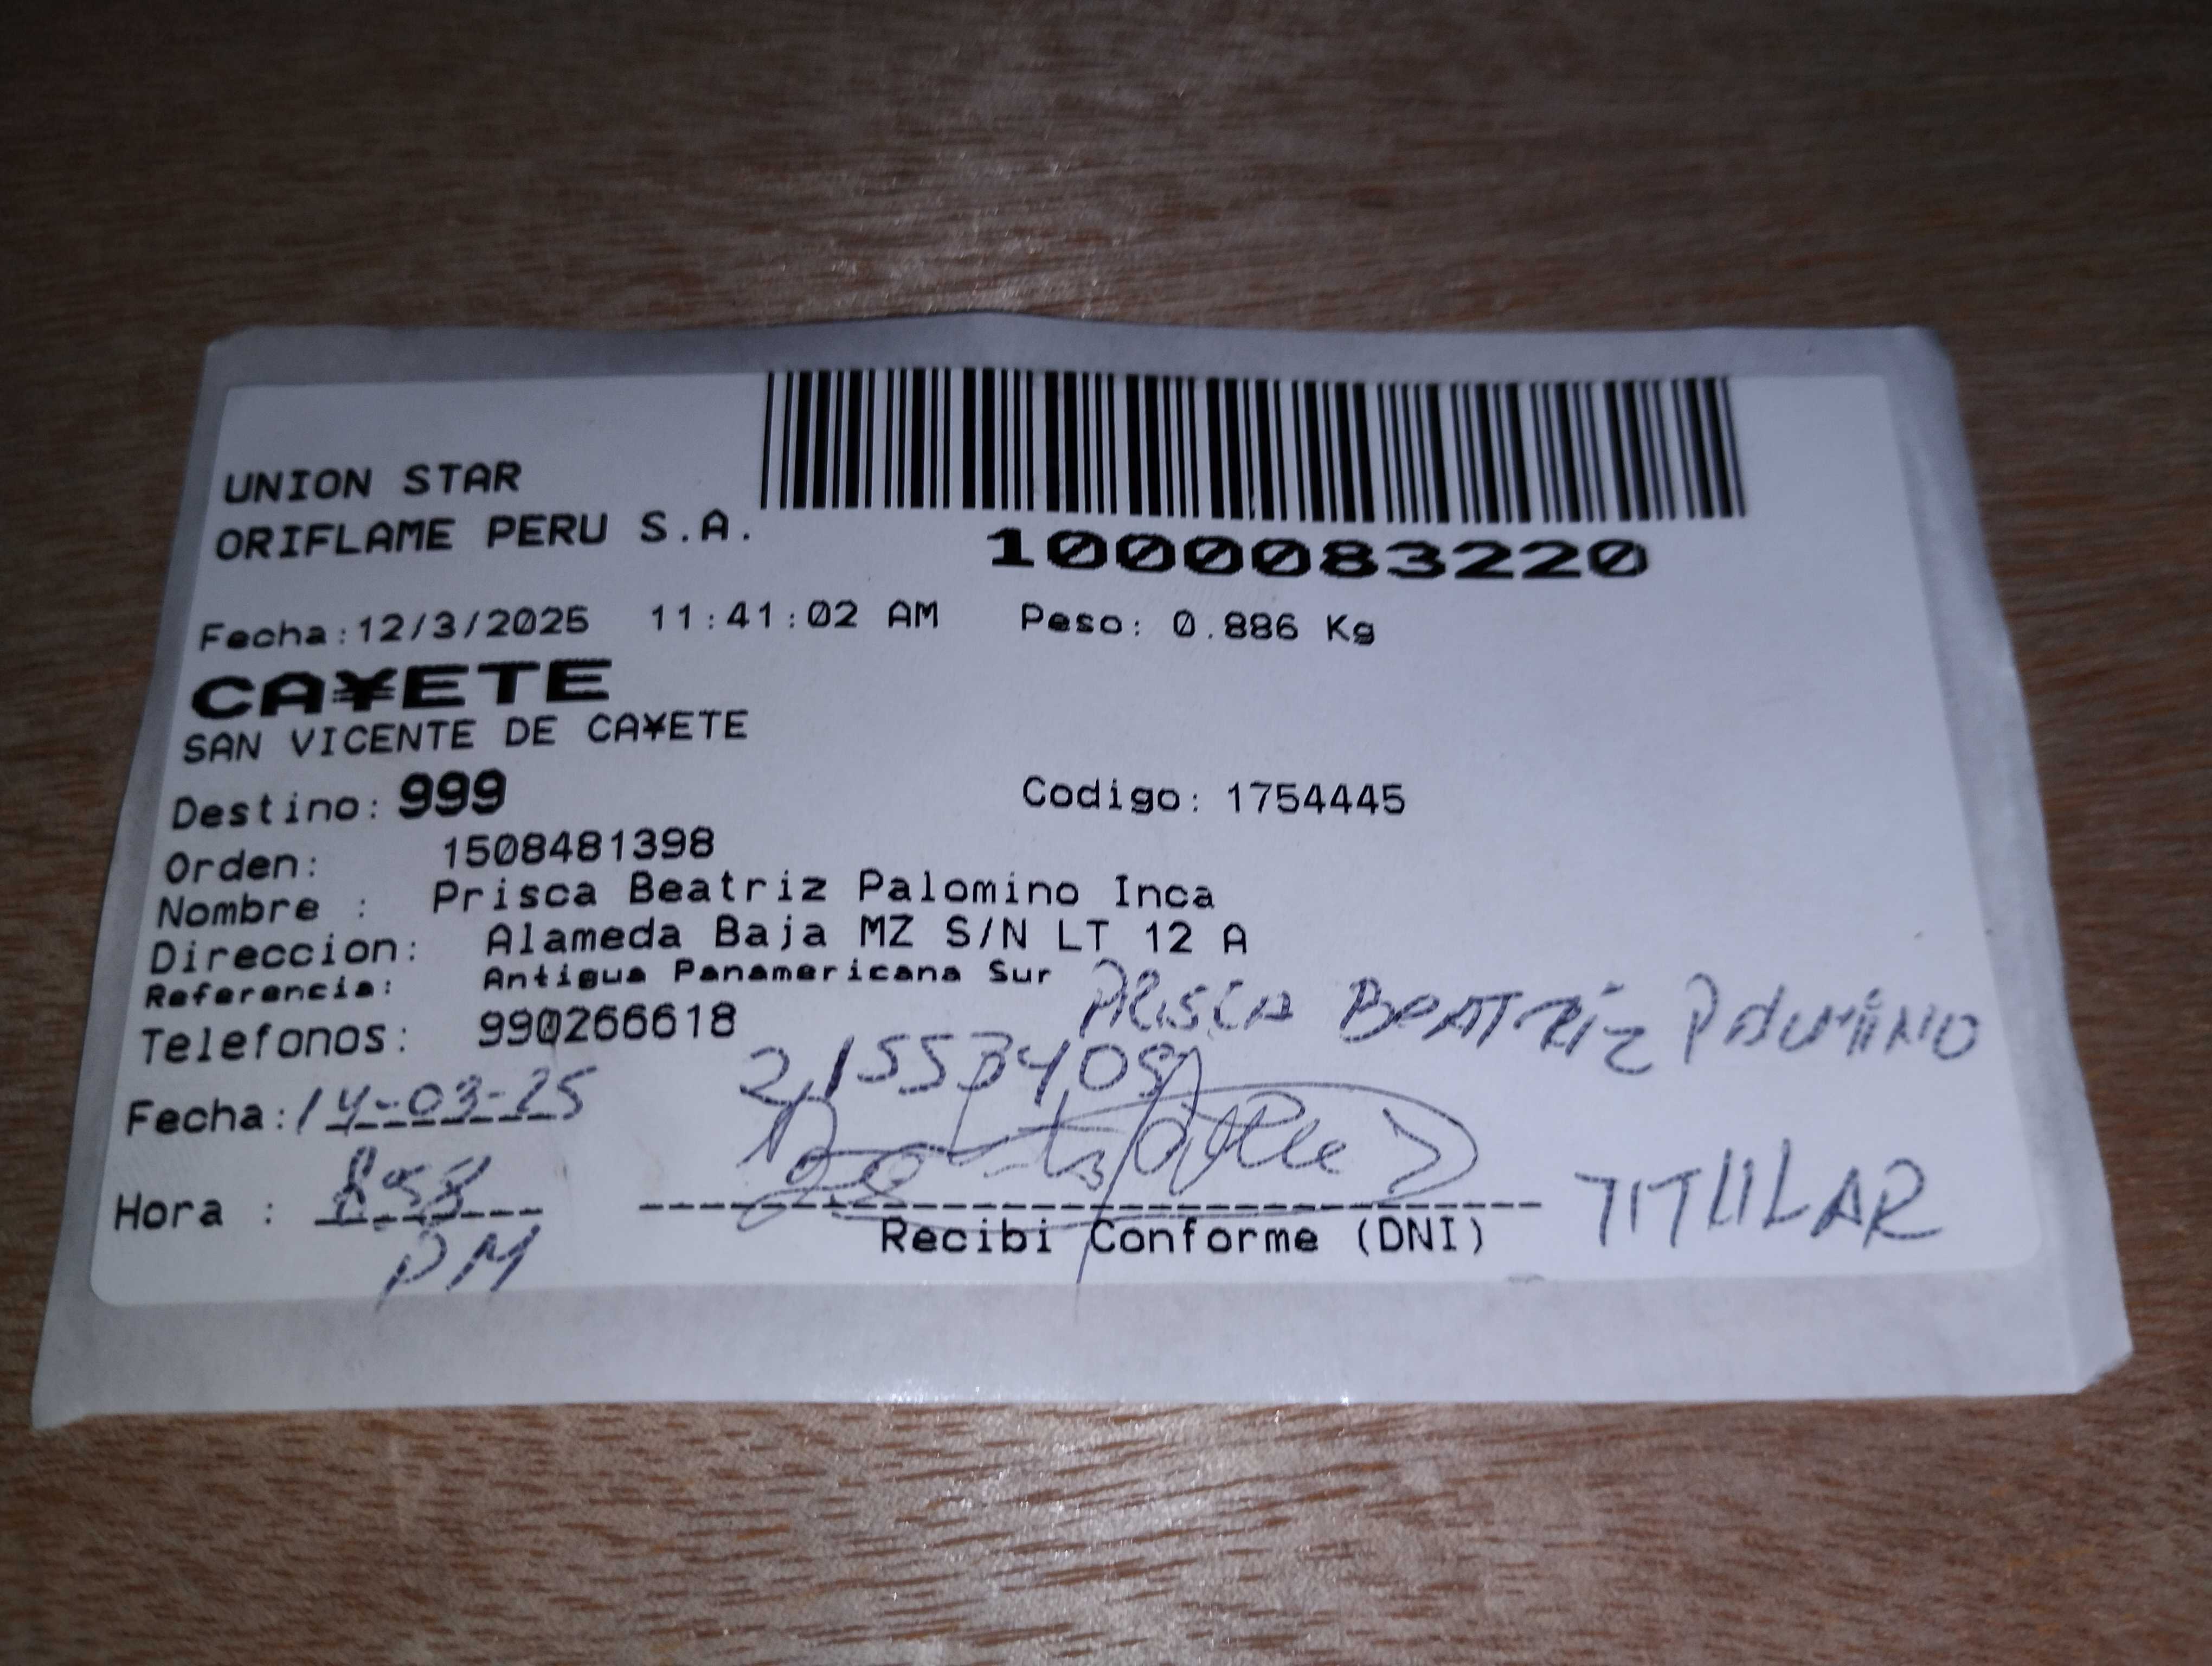 UNION STAR
ORIFLAME PERU S.A.
1000083220
Fecha:12/3/2025 11:41:02 AM Peso: 0.886 Kg
CA¥ETE
SAN VICENTE DE CA¥ETE
Destino: 999 Codigo: 1754445
Orden: 1508481398
Nombre : Prisca Beatriz Palomino Inca
Direccion: Alameda Baja MZ S/N LT 12 A
Referencia: Antigua Panamericana Sur
PRISCA BEATRIZ PALOMINO
Telefonos: 990266618
Fecha: 14-03-25
Hora : 858
PM
Recibi Conforme (DNI)
TITULAR